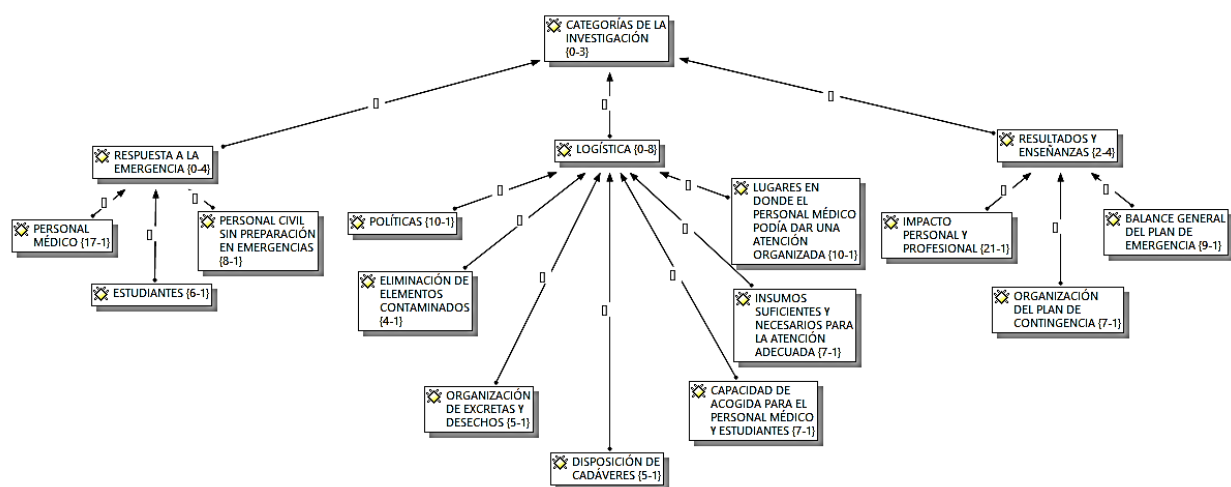 CATEGORÍAS DE LA
INVESTIGACIÓN
{0-3}
RESPUESTA A LA
EMERGENCIA {0-4}
LOGÍSTICA {0-8}
RESULTADOS Y
ENSEÑANZAS {2-4}
PERSONAL
MÉDICO {17-1}
ESTUDIANTES {6-1}
PERSONAL CIVIL
SIN PREPARACIÓN
EN EMERGENCIAS
{8-1}
POLÍTICAS {10-1}
ELIMINACIÓN DE
ELEMENTOS
CONTAMINADOS
{4-1}
ORGANIZACIÓN
DE EXCRETAS Y
DESECHOS {5-1}
DISPOSICIÓN DE
CADÁVERES {5-1}
CAPACIDAD DE
ACOGIDA PARA EL
PERSONAL MÉDICO
Y ESTUDIANTES {7-1}
INSUMOS
SUFICIENTES Y
NECESARIOS PARA
LA ATENCIÓN
ADECUADA {7-1}
LUGARES EN
DONDE EL
PERSONAL MÉDICO
PODÍA DAR UNA
ATENCIÓN
ORGANIZADA {10-1}
IMPACTO
PERSONAL Y
PROFESIONAL {21-1}
ORGANIZACIÓN
DEL PLAN DE
CONTINGENCIA {7-1}
BALANCE GENERAL
DEL PLAN DE
EMERGENCIA {9-1}